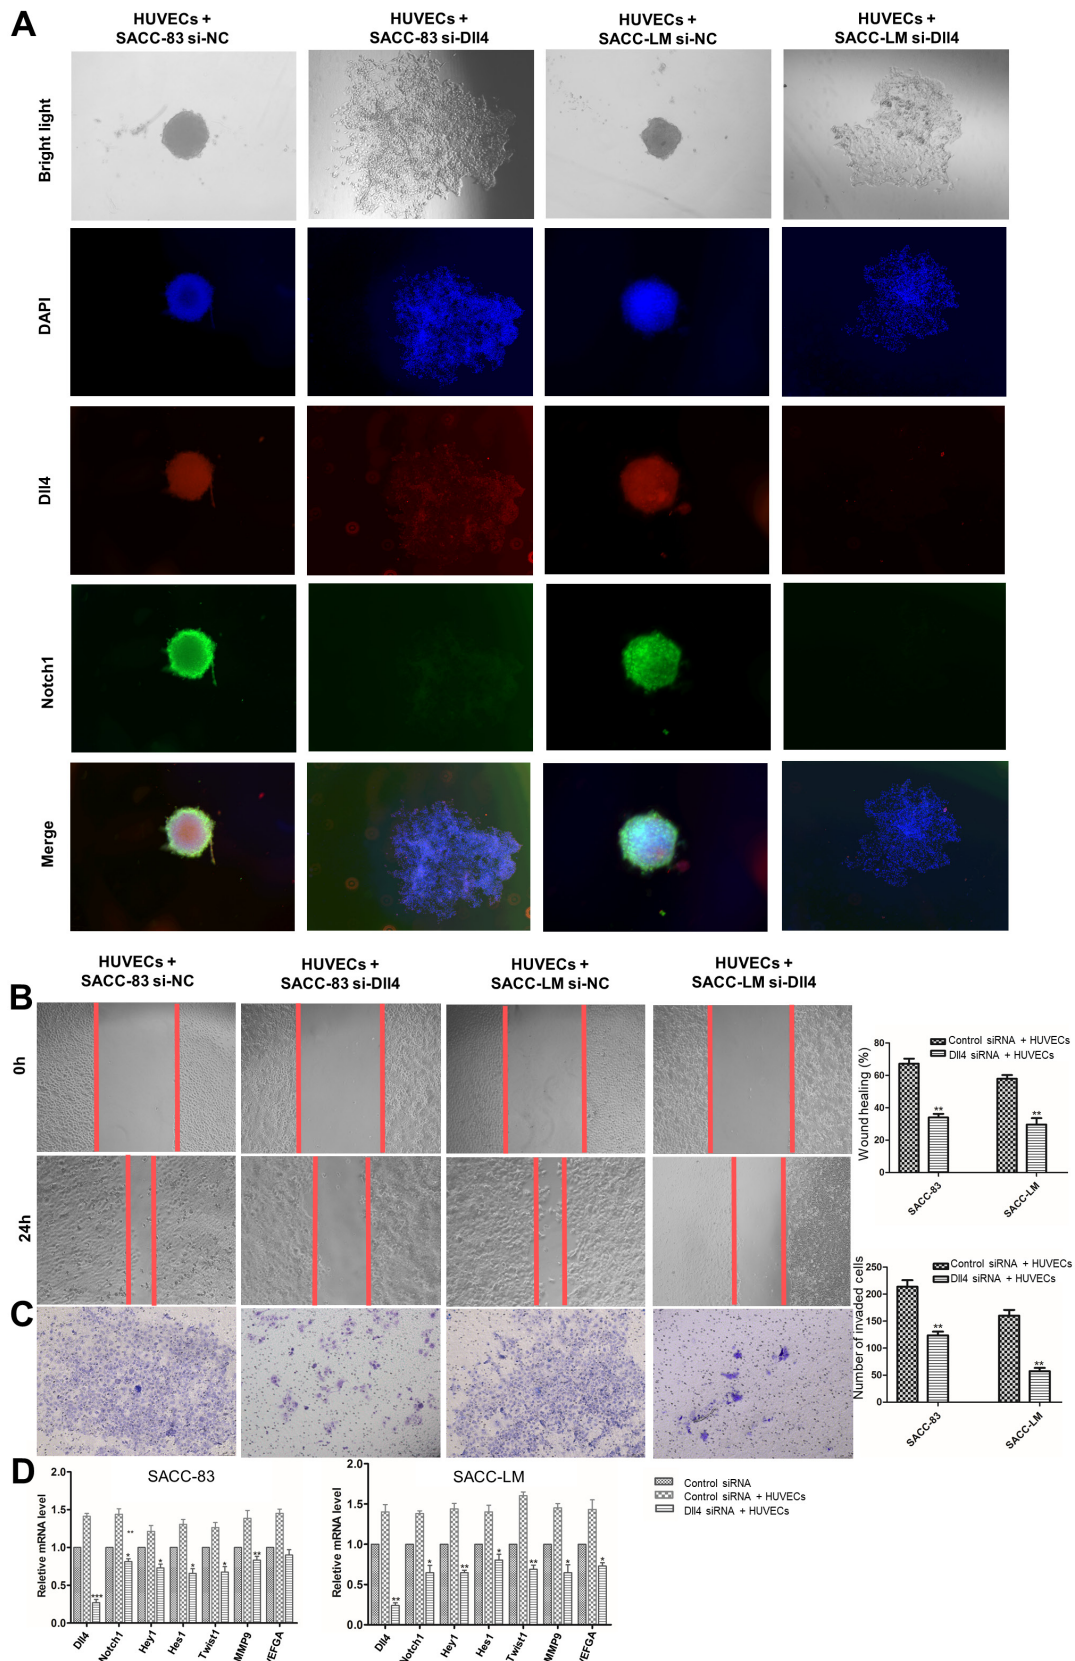 A
HUVECs +
SACC-83 si-NC
HUVECs +
SACC-83 si-Dll4
HUVECs +
SACC-LM si-NC
HUVECs +
SACC-LM si-Dll4
Bright light
DAPI
Dll4
Notch1
Merge
B
HUVECs +
SACC-83 si-NC
HUVECs +
SACC-83 si-Dll4
HUVECs +
SACC-LM si-NC
HUVECs +
SACC-LM si-Dll4
0h
24h
Wound healing (%)
80
60
40
20
0
Control siRNA + HUVECs
Dll4 siRNA + HUVECs
**
**
SACC-83
SACC-LM
C
Number of invaded cells
250
200
150
100
50
0
Control siRNA + HUVECs
Dll4 siRNA + HUVECs
**
**
SACC-83
SACC-LM
D
SACC-83
Reletive mRNA level
2.0
1.5
1.0
0.5
0.0
***
**
*
*
*
*
**
Dll4
Notch1
Hey1
Hes1
Twist1
MMP9
VEFGA
SACC-LM
Reletive mRNA level
2.0
1.5
1.0
0.5
0.0
**
*
**
*
**
*
*
Dll4
Notch1
Hey1
Hes1
Twist1
MMP9
VEFGA
Control siRNA
Control siRNA + HUVECs
Dll4 siRNA + HUVECs